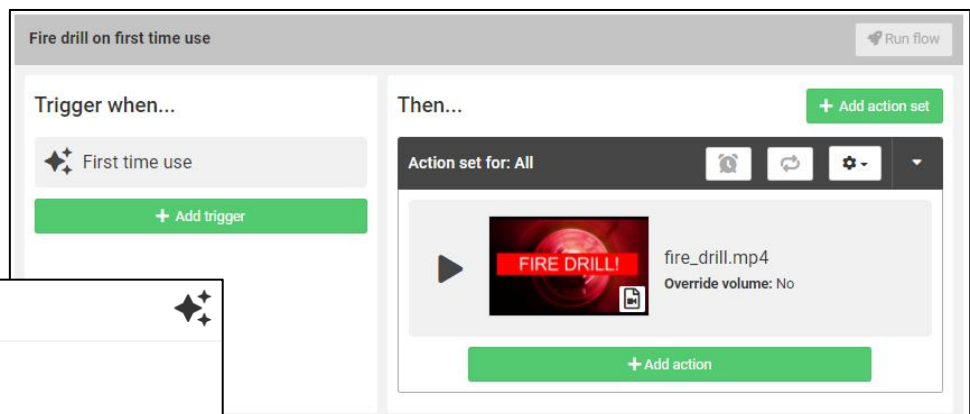 Fire drill on first time use
Run flow
Trigger when...
First time use
+ Add trigger
Then...
+ Add action set
Action set for: All
FIRE DRILL!
fire_drill.mp4
Override volume: No
+ Add action